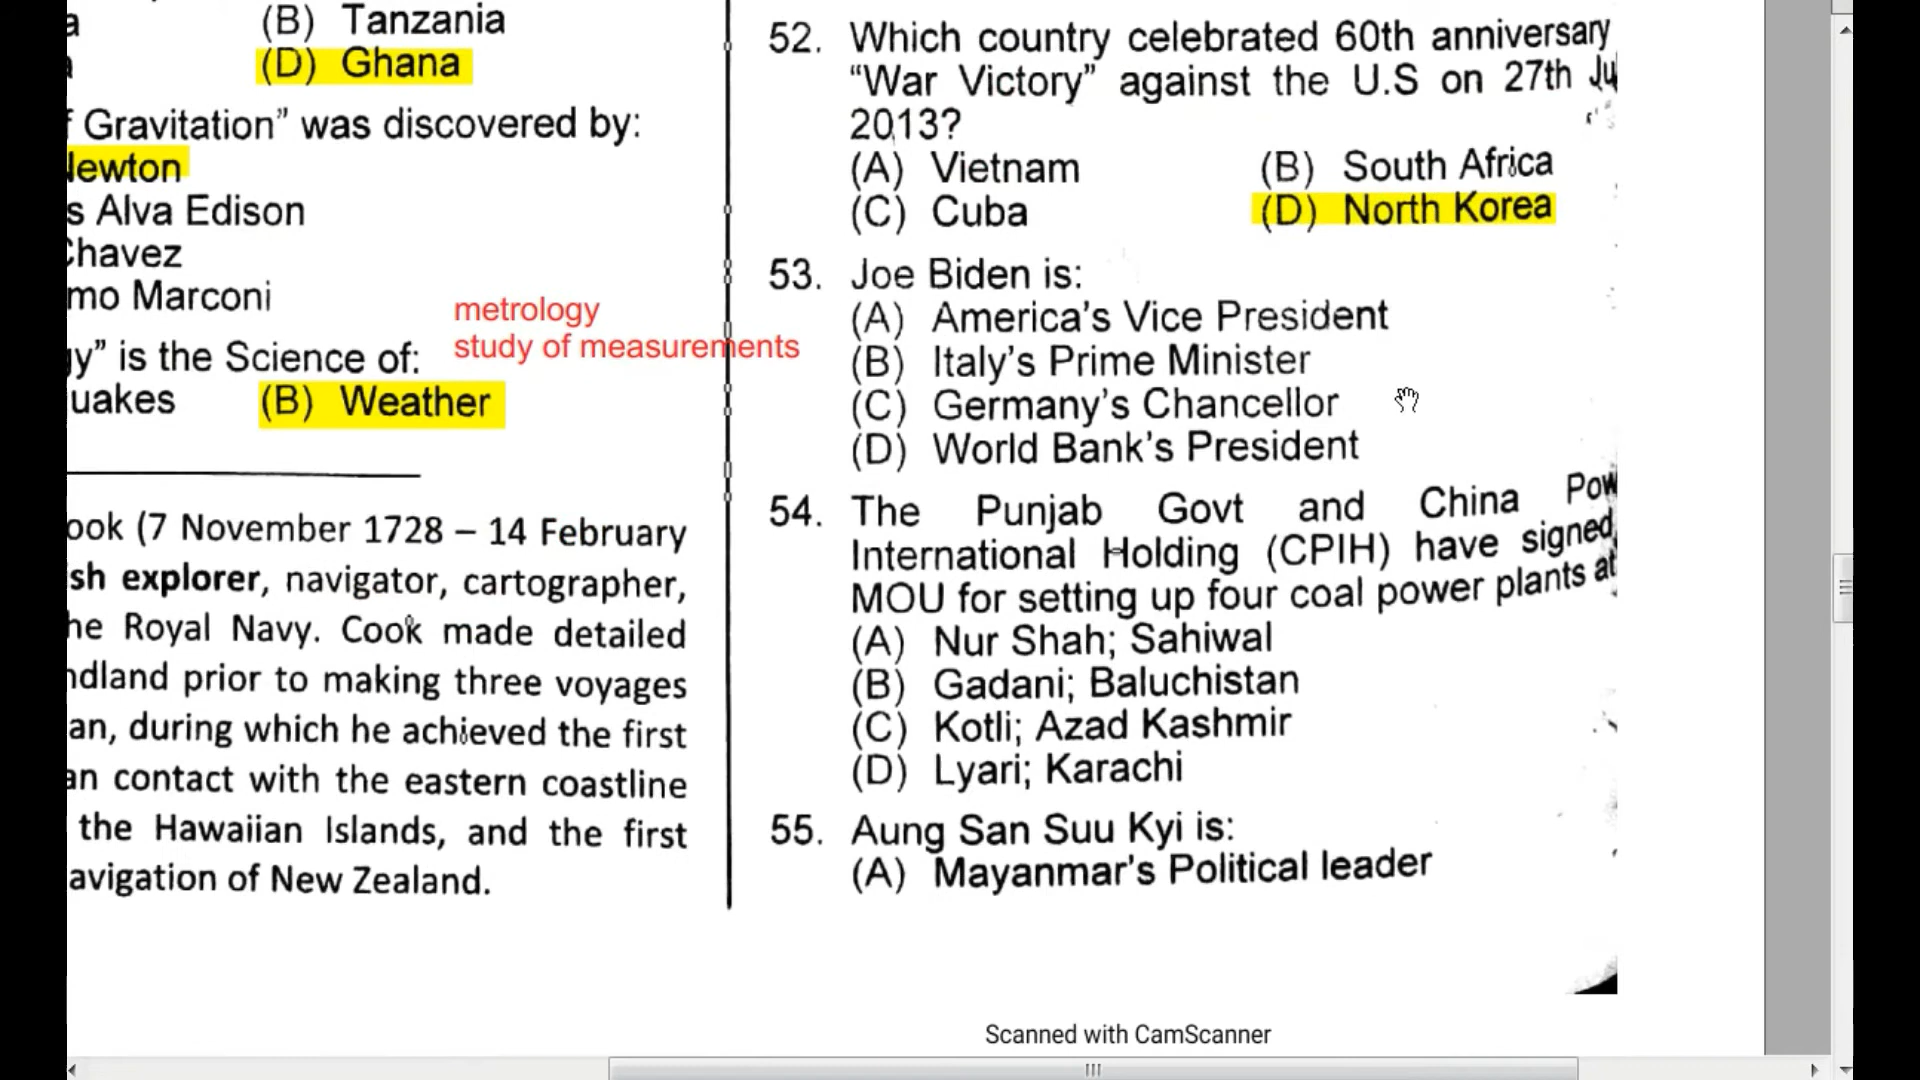 (B) Tanzania
(D) Ghana
Gravitation" was discovered by:
Newton
s Alva Edison
Chavez
mo Marconi
metrology
study of measurements
gy" is the Science of:
uakes (B) Weather
ook (7 November 1728 – 14 February
sh explorer, navigator, cartographer,
he Royal Navy. Cook made detailed
ndland prior to making three voyages
an, during which he achieved the first
an contact with the eastern coastline
the Hawaiian Islands, and the first
avigation of New Zealand.
52. Which country celebrated 60th anniversary
"War Victory" against the U.S on 27th Ju
2013?
(A) Vietnam (B) South Africa
(C) Cuba (D) North Korea
53. Joe Biden is:
(A) America's Vice President
(B) Italy's Prime Minister
(C) Germany's Chancellor
(D) World Bank's President
54. The Punjab Govt and China Pow
International Holding (CPIH) have signed
MOU for setting up four coal power plants at
(A) Nur Shah; Sahiwal
(B) Gadani; Baluchistan
(C) Kotli; Azad Kashmir
(D) Lyari; Karachi
55. Aung San Suu Kyi is:
(A) Mayanmar's Political leader
Scanned with CamScanner